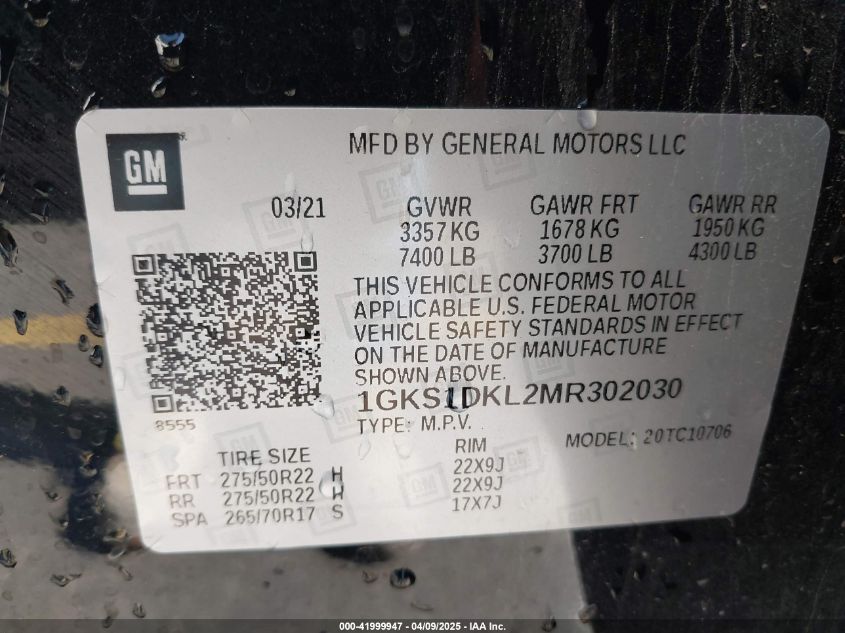 GM
MFD BY GENERAL MOTORS LLC
03/21
GVWR GAWR FRT GAWR RR
3357 KG 1678 KG 1950 KG
7400 LB 3700 LB 4300 LB
THIS VEHICLE CONFORMS TO ALL
APPLICABLE U.S. FEDERAL MOTOR
VEHICLE SAFETY STANDARDS IN EFFECT
ON THE DATE OF MANUFACTURE
SHOWN ABOVE.
1GKS1DKL2MR302030
TYPE: M.P.V.
MODEL: 20TC10706
8555
TIRE SIZE RIM
FRT 275/50R22 H 22X9J
RR 275/50R22 H 22X9J
SPA 265/70R17 S 17X7J
000-41999947 - 04/09/2025 - IAA Inc.